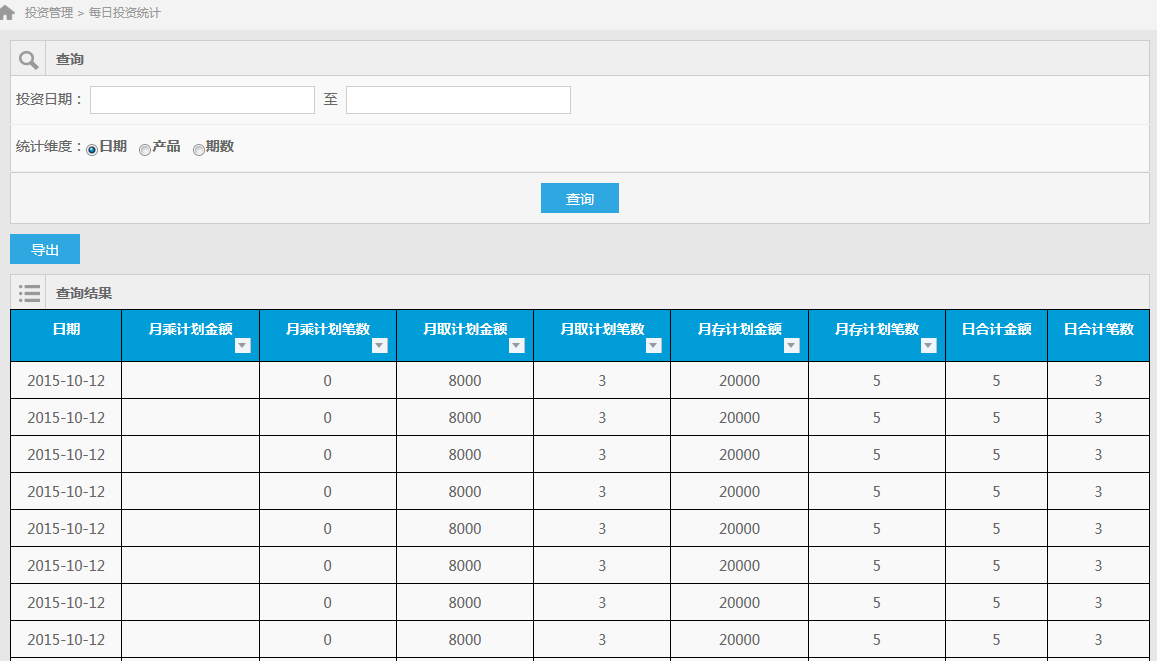 投资管理 > 每日投资统计
查询
投资日期： 至
统计维度： 日期 产品 期数
查询
导出
查询结果
日期 月乘计划金额 月乘计划笔数 月取计划金额 月取计划笔数 月存计划金额 月存计划笔数 日合计金额 日合计笔数
2015-10-12 0 8000 3 20000 5 5 3
2015-10-12 0 8000 3 20000 5 5 3
2015-10-12 0 8000 3 20000 5 5 3
2015-10-12 0 8000 3 20000 5 5 3
2015-10-12 0 8000 3 20000 5 5 3
2015-10-12 0 8000 3 20000 5 5 3
2015-10-12 0 8000 3 20000 5 5 3
2015-10-12 0 8000 3 20000 5 5 3